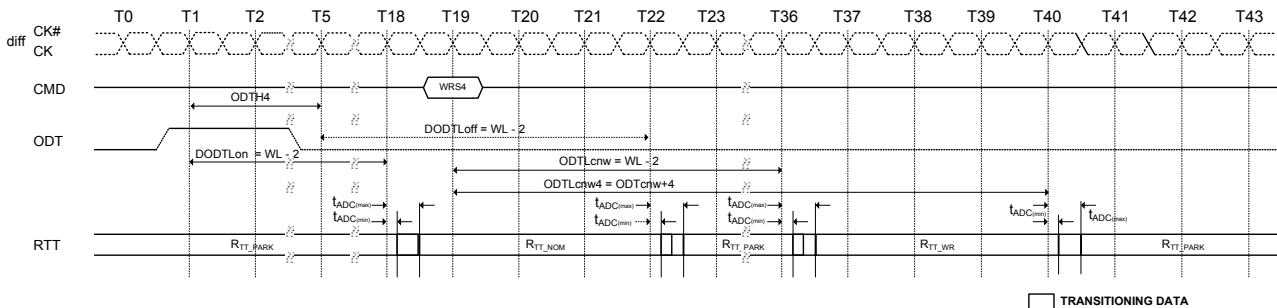 T0 T1 T2 T5 T18 T19 T20 T21 T22 T23 T36 T37 T38 T39 T40 T41 T42 T43
diff CK#
CK
CMD WRS4
ODTH4
ODT DODTLoff = WL - 2
DODTLon = WL - 2 ODTLcnw = WL - 2
ODTLcnw4 = ODTcnw+4
tADC(max) tADC(max) tADC(max)
tADC(min) tADC(min) tADC(min) tADC(min) tADC(max)
RTT RTT_PARK RTT_NOM RTT_PARK RTT_WR RTT_PARK
TRANSITIONING DATA